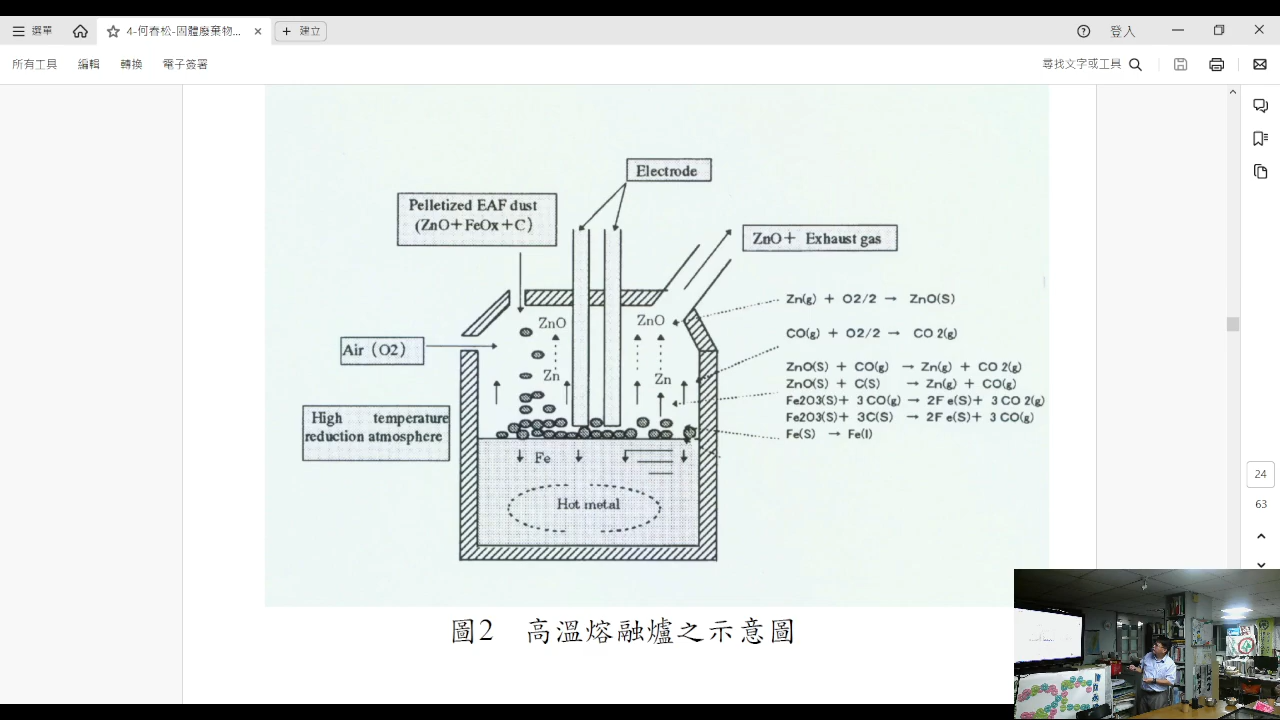 選單
4-何春松-固體廢棄物...
建立
登入
所有工具
編輯
轉換
電子簽署
尋找文字或工具
Electrode
Pelletized EAF dust
(ZnO+FeOx+C)
ZnO+ Exhaust gas
Zn(g) + O2/2 → ZnO(S)
ZnO
ZnO
CO(g) + O2/2 → CO 2(g)
Air (O2)
ZnO(S) + CO(g) → Zn(g) + CO 2(g)
Zn
Zn
ZnO(S) + C(S) → Zn(g) + CO(g)
Fe2O3(S)+ 3 CO(g) → 2F e(S)+ 3 CO 2(g)
High temperature
reduction atmosphere
Fe2O3(S)+ 3C(S) → 2F e(S)+ 3 CO(g)
Fe(S) → Fe(l)
Fe
Hot metal
24
63
圖2 高溫熔融爐之示意圖